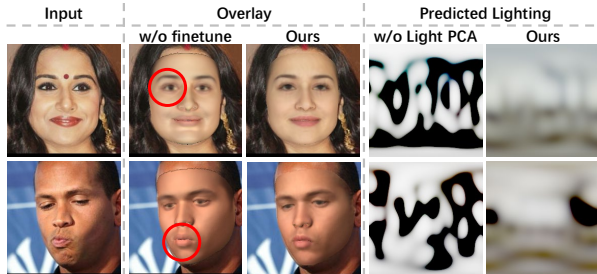 Input
Overlay
Predicted Lighting
w/o finetune
Ours
w/o Light PCA
Ours